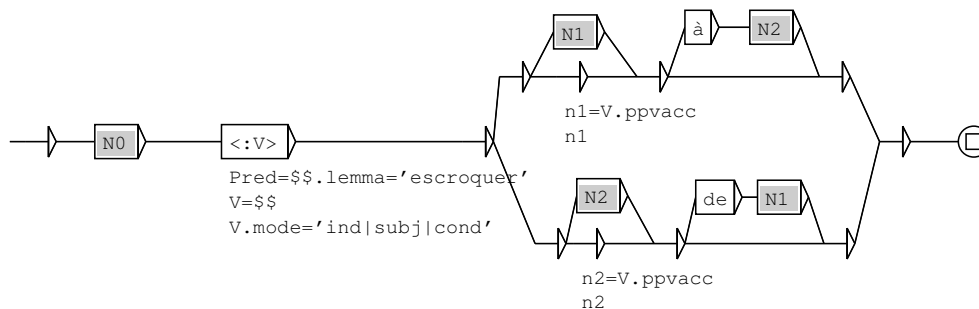 N1
à
N2
n1=V.ppvacc
n1
N0
<:V>
Pred=$$.lemma='escroquer'
V=$$
V.mode='ind|subj|cond'
N2
de
N1
n2=V.ppvacc
n2